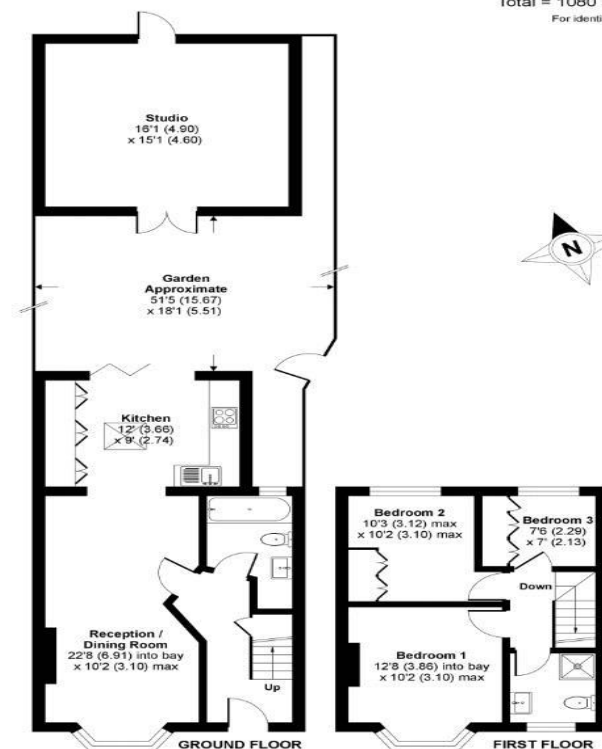 Total = 1080
For identi
Studio
16'1 (4.90)
x 15'1 (4.60)
N
Garden
Approximate
51'5 (15.67)
x 18'1 (5.51)
Kitchen
12' (3.66)
x 9' (2.74)
Reception /
Dining Room
22'8 (6.91) into bay
x 10'2 (3.10) max
Up
GROUND FLOOR
Bedroom 2
10'3 (3.12) max
x 10'2 (3.10) max
Bedroom 3
7'6 (2.29)
x 7' (2.13)
Down
Bedroom 1
12'8 (3.86) into bay
x 10'2 (3.10) max
FIRST FLOOR